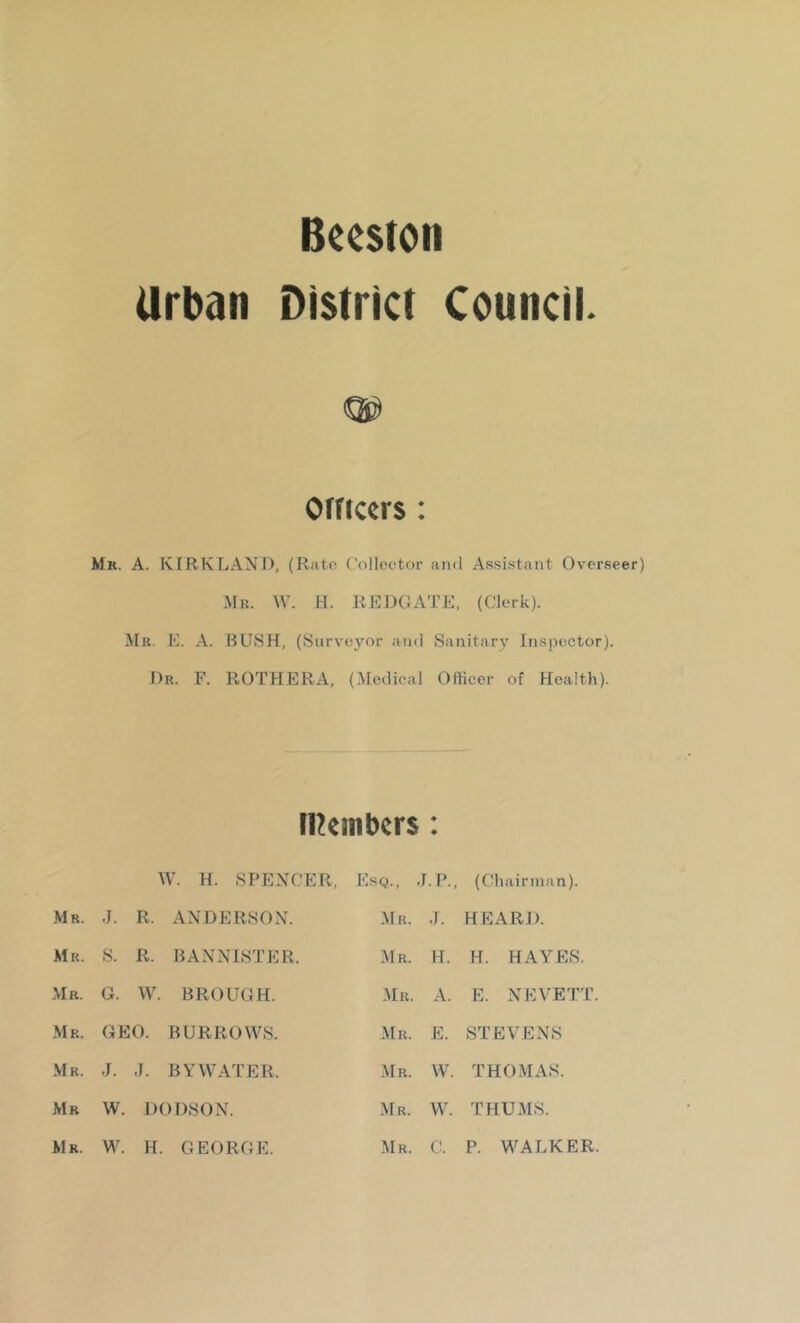 Beeston
Urban District Council.
Officers :
MR. A. KIRKLAND, (Rate Collector and Assistant Overseer)
MR. W. H. REDGATE, (Clerk).
MR. E. A. BUSH, (Surveyor and Sanitary Inspector).
DR. F. ROTHERA, (Medical Officer of Health).
Members :
W. H. SPENCER, ESQ., J.P., (Chairman).
MR. J. R. ANDERSON. MR. J. HEARD.
MR. S. R. BANNISTER. MR. H. H. HAYES.
MR. G. W. BROUGH. MR. A. E. NEVETT.
MR. GEO. BURROWS. MR. E. STEVENS
MR. J. J. BYWATER. MR. W. THOMAS.
MR W. DODSON. MR. W. THUMS.
MR. W. H. GEORGE. MR. C. P. WALKER.